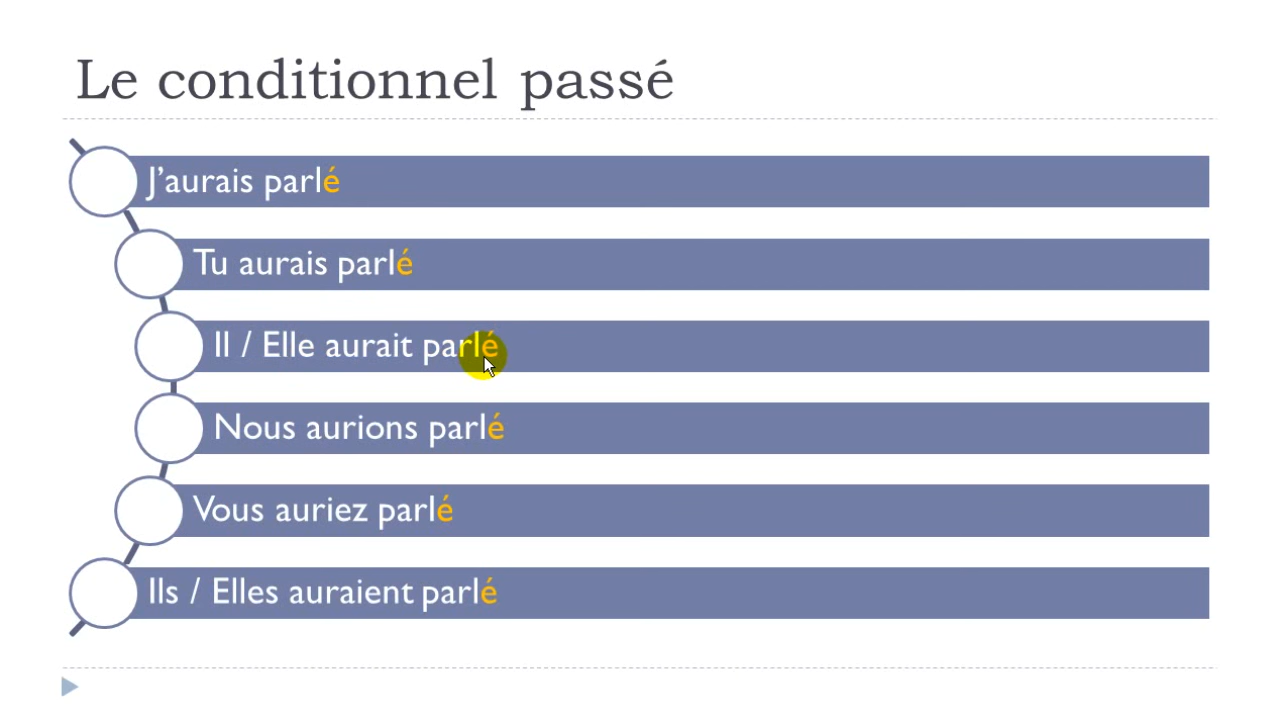 Le conditionnel passé
J’aurais parlé
Tu aurais parlé
Il / Elle aurait parlé
Nous aurions parlé
Vous auriez parlé
Ils / Elles auraient parlé